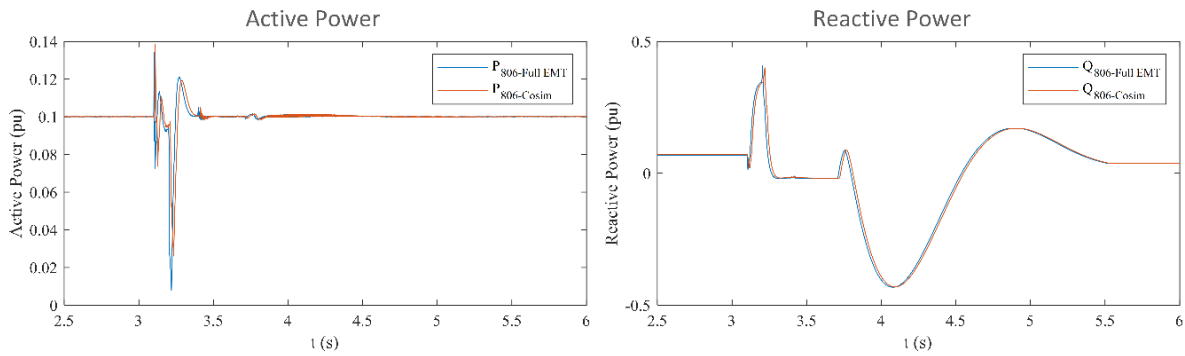 Active Power
0.14
0.12
0.1
0.08
0.06
0.04
0.02
0
Active Power (pu)
P806-Full EMT
P806-Cosim
2.5 3 3.5 4 4.5 5 5.5 6
t (s)
Reactive Power
0.5
0
-0.5
Reactive Power (pu)
Q806-Full EMT
Q806-Cosim
2.5 3 3.5 4 4.5 5 5.5 6
t (s)